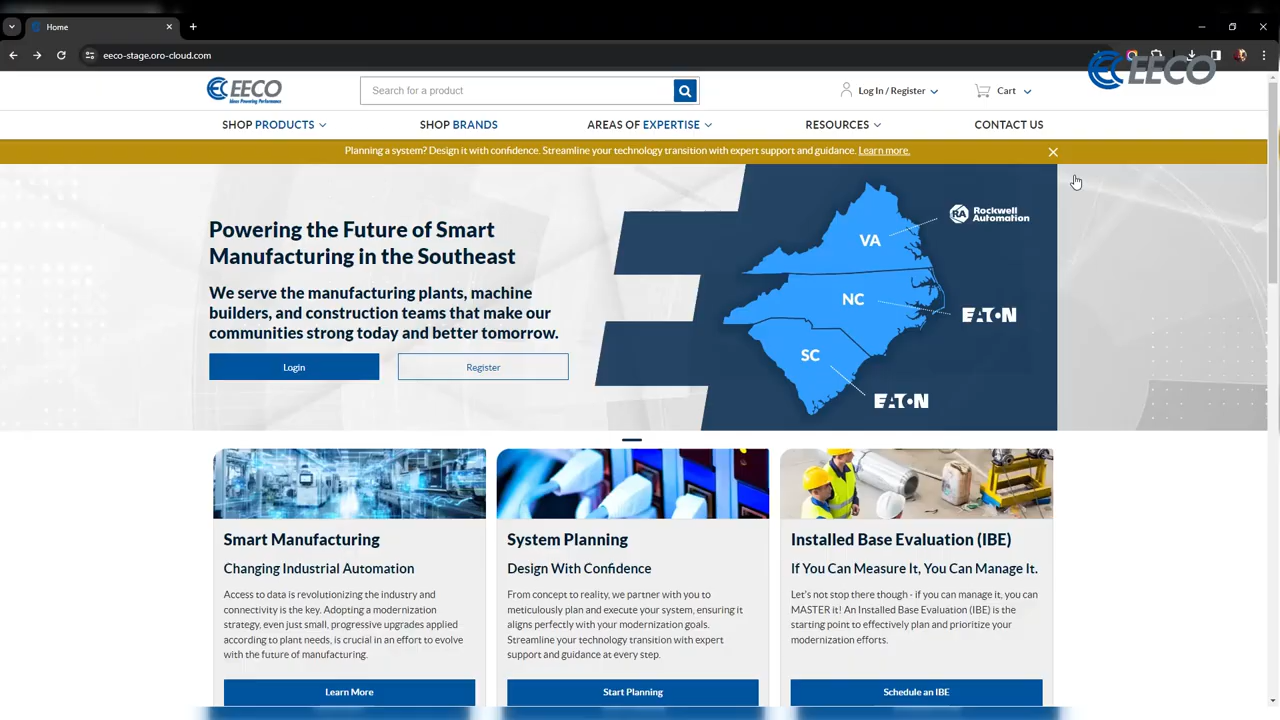 Home
eeco-stage.oro-cloud.com
EECO
EECO
Ideas Powering Performance
Search for a product
Log In / Register
Cart
SHOP PRODUCTS
SHOP BRANDS
AREAS OF EXPERTISE
RESOURCES
CONTACT US
Planning a system? Design it with confidence. Streamline your technology transition with expert support and guidance. Learn more.
Powering the Future of Smart
Manufacturing in the Southeast
We serve the manufacturing plants, machine
builders, and construction teams that make our
communities strong today and better tomorrow.
Login
Register
VA
NC
SC
RA Rockwell
Automation
EATON
EATON
Smart Manufacturing
Changing Industrial Automation
Access to data is revolutionizing the industry and
connectivity is the key. Adopting a modernization
strategy, even just small, progressive upgrades applied
according to plant needs, is crucial in an effort to evolve
with the future of manufacturing.
Learn More
System Planning
Design With Confidence
From concept to reality, we partner with you to
meticulously plan and execute your system, ensuring it
aligns perfectly with your modernization goals.
Streamline your technology transition with expert
support and guidance at every step.
Start Planning
Installed Base Evaluation (IBE)
If You Can Measure It, You Can Manage It.
Let's not stop there though - if you can manage it, you can
MASTER it! An Installed Base Evaluation (IBE) is the
starting point to effectively plan and prioritize your
modernization efforts.
Schedule an IBE